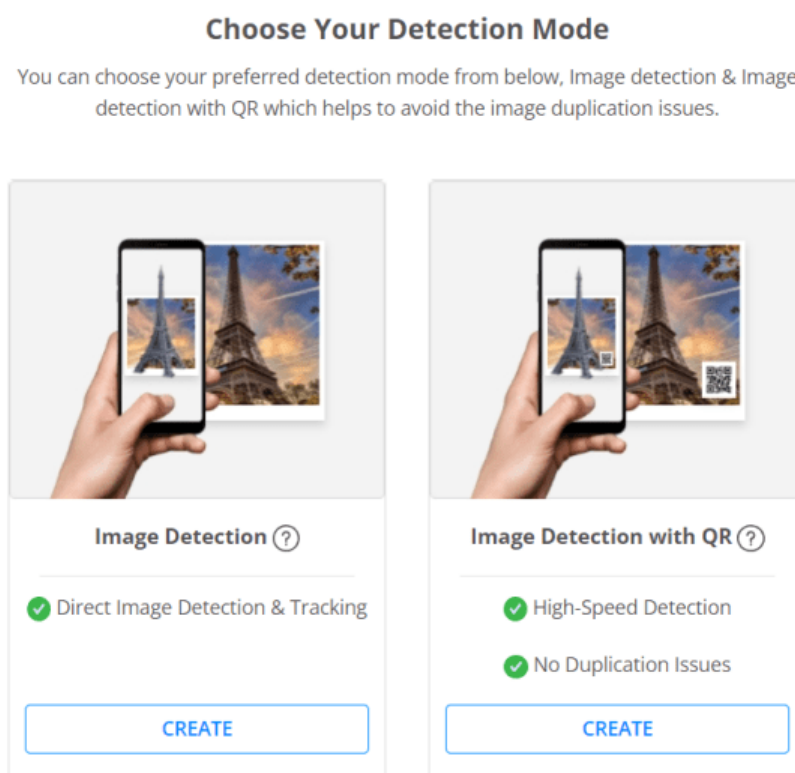 Choose Your Detection Mode
You can choose your preferred detection mode from below, Image detection & Image
detection with QR which helps to avoid the image duplication issues.
Image Detection ?
Direct Image Detection & Tracking
CREATE
Image Detection with QR ?
High-Speed Detection
No Duplication Issues
CREATE